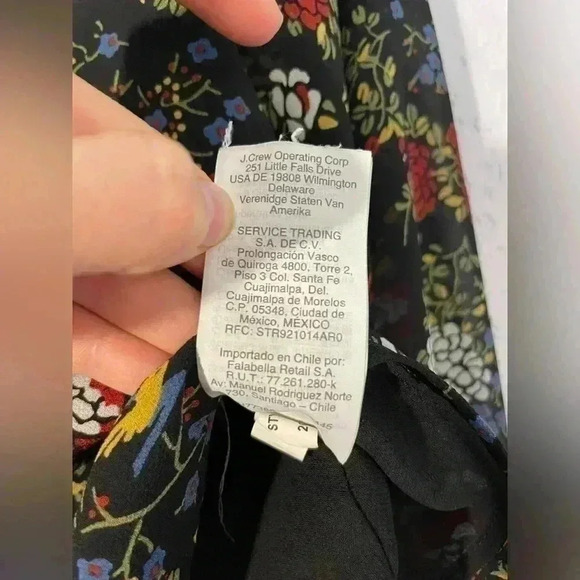 J.Crew Operating Corp
251 Little Falls Drive
USA DE 19808 Wilmington
Delaware
Verenidge Staten Van
Amerika
SERVICE TRADING
S.A. DE C.V.
Prolongación Vasco
de Quiroga 4800, Torre 2,
Piso 3 Col. Santa Fe
Cuajimalpa, Del.
Cuajimalpa de Morelos
C.P. 05348, Ciudad de
México, MÉXICO
RFC: STR921014AR0
Importado en Chile por:
Falabella Retail S.A.
R.U.T.: 77.261.280-k
Av: Manuel Rodriguez Norte
730, Santiago – Chile
ST
2